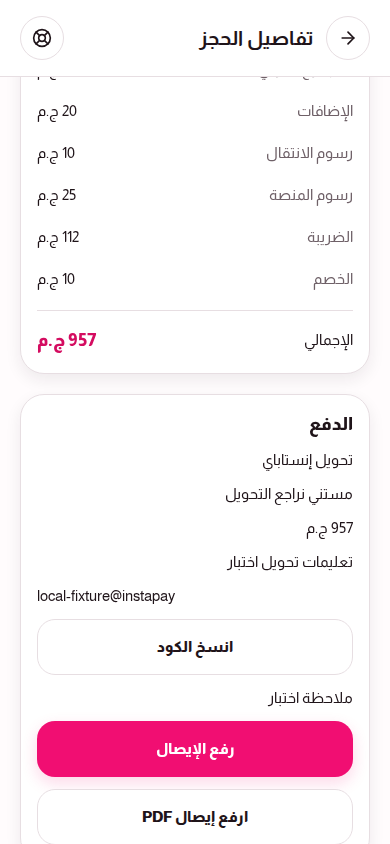 تفاصيل الحجز
الإضافات 20 ج.م
رسوم الانتقال 10 ج.م
رسوم المنصة 25 ج.م
الضريبة 112 ج.م
الخصم 10 ج.م
الإجمالي 957 ج.م
الدفع
تحويل إنستاباي
مستني نراجع التحويل
957 ج.م
تعليمات تحويل اختبار
local-fixture@instapay
انسخ الكود
ملاحظة اختبار
رفع الإيصال
ارفع إيصال PDF